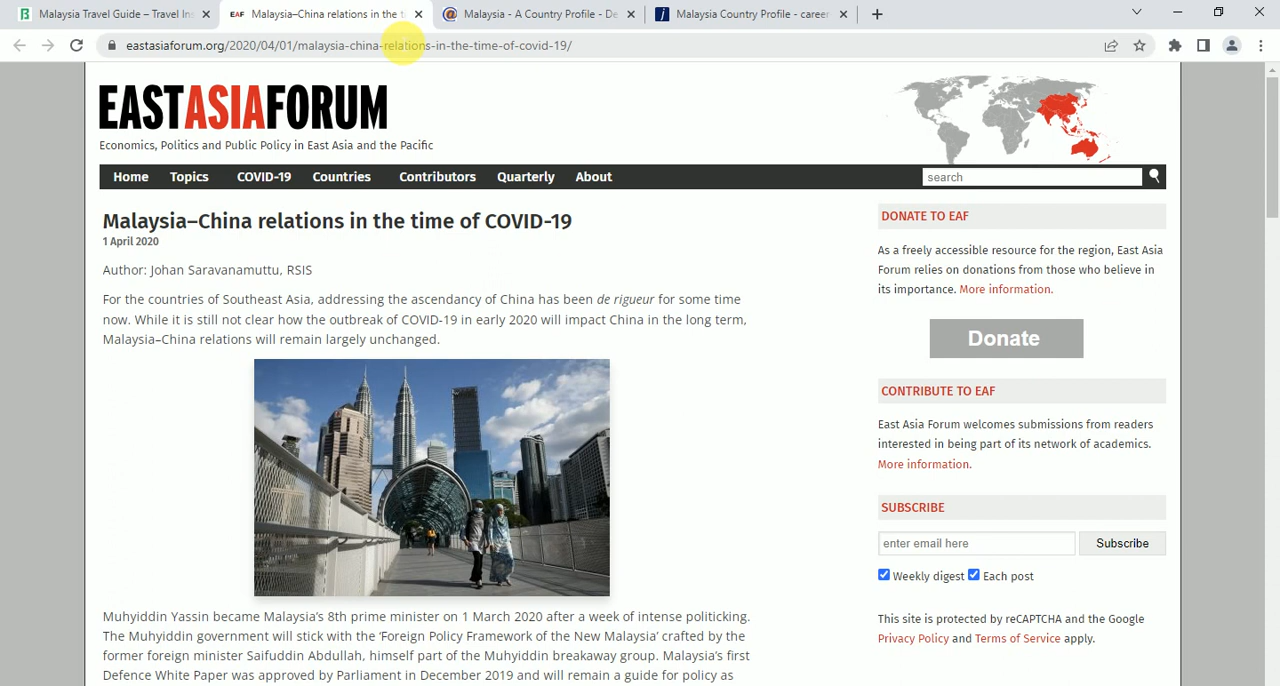 Malaysia Travel Guide – Travel In
EAF Malaysia–China relations in the t
Malaysia - A Country Profile - De
Malaysia Country Profile - career
eastasiaforum.org/2020/04/01/malaysia-china-relations-in-the-time-of-covid-19/
EASTASIAFORUM
Economics, Politics and Public Policy in East Asia and the Pacific
Home Topics COVID-19 Countries Contributors Quarterly About
search
Malaysia–China relations in the time of COVID-19
1 April 2020
Author: Johan Saravanamuttu, RSIS
For the countries of Southeast Asia, addressing the ascendancy of China has been de rigueur for some time
now. While it is still not clear how the outbreak of COVID-19 in early 2020 will impact China in the long term,
Malaysia–China relations will remain largely unchanged.
Muhyiddin Yassin became Malaysia's 8th prime minister on 1 March 2020 after a week of intense politicking.
The Muhyiddin government will stick with the 'Foreign Policy Framework of the New Malaysia' crafted by the
former foreign minister Saifuddin Abdullah, himself part of the Muhyiddin breakaway group. Malaysia's first
Defence White Paper was approved by Parliament in December 2019 and will remain a guide for policy as
DONATE TO EAF
As a freely accessible resource for the region, East Asia
Forum relies on donations from those who believe in
its importance. More information.
Donate
CONTRIBUTE TO EAF
East Asia Forum welcomes submissions from readers
interested in being part of its network of academics.
More information.
SUBSCRIBE
enter email here
Subscribe
Weekly digest Each post
This site is protected by reCAPTCHA and the Google
Privacy Policy and Terms of Service apply.